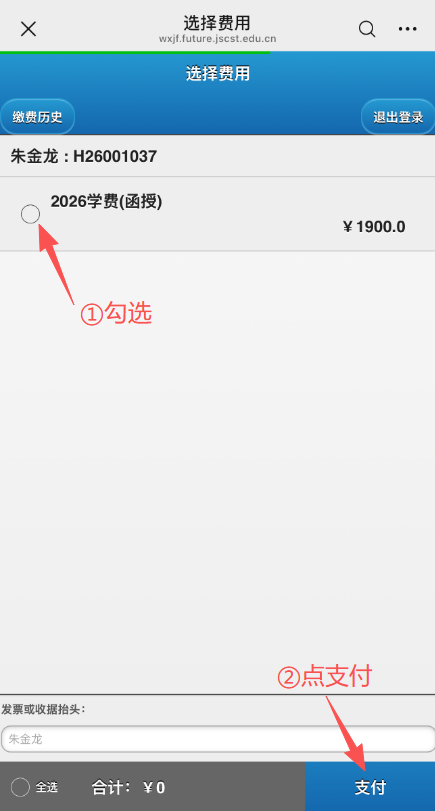 选择费用
wxjf.future.jscst.edu.cn
选择费用
缴费历史
退出登录
朱金龙 : H26001037
2026学费(函授)
¥ 1900.0
①勾选
②点支付
发票或收据抬头:
朱金龙
全选
合计: ¥ 0
支付